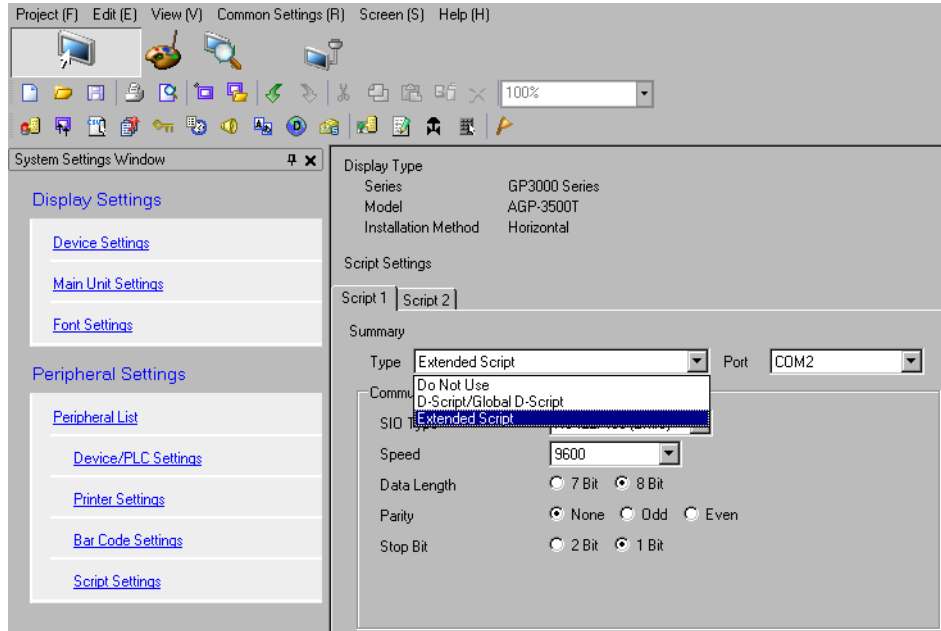 Project (F) Edit (E) View (V) Common Settings (R) Screen (S) Help (H)
100%
System Settings Window
Display Settings
Device Settings
Main Unit Settings
Font Settings
Peripheral Settings
Peripheral List
Device/PLC Settings
Printer Settings
Bar Code Settings
Script Settings
Display Type
Series GP3000 Series
Model AGP-3500T
Installation Method Horizontal
Script Settings
Script 1 Script 2
Summary
Type Extended Script Port COM2
Do Not Use
D-Script/Global D-Script
Extended Script
SIO
Speed 9600
Data Length 7 Bit 8 Bit
Parity None Odd Even
Stop Bit 2 Bit 1 Bit